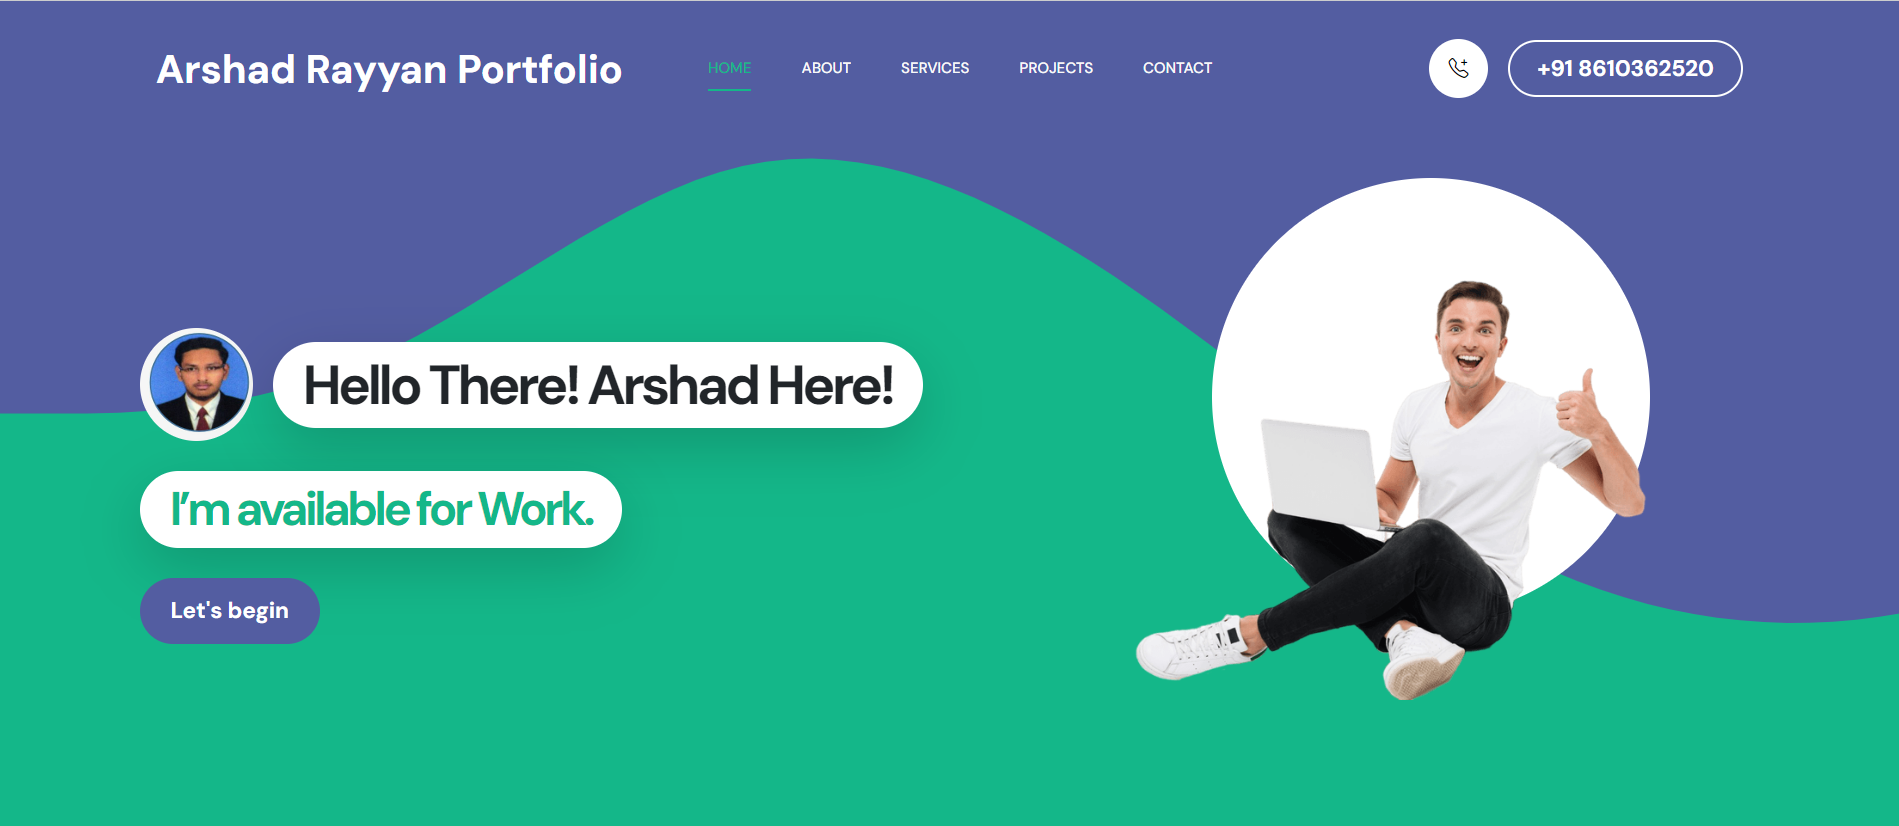 Arshad Rayyan Portfolio
HOME ABOUT SERVICES PROJECTS CONTACT
+91 8610362520
Hello There! Arshad Here!
I'm available for Work.
Let's begin